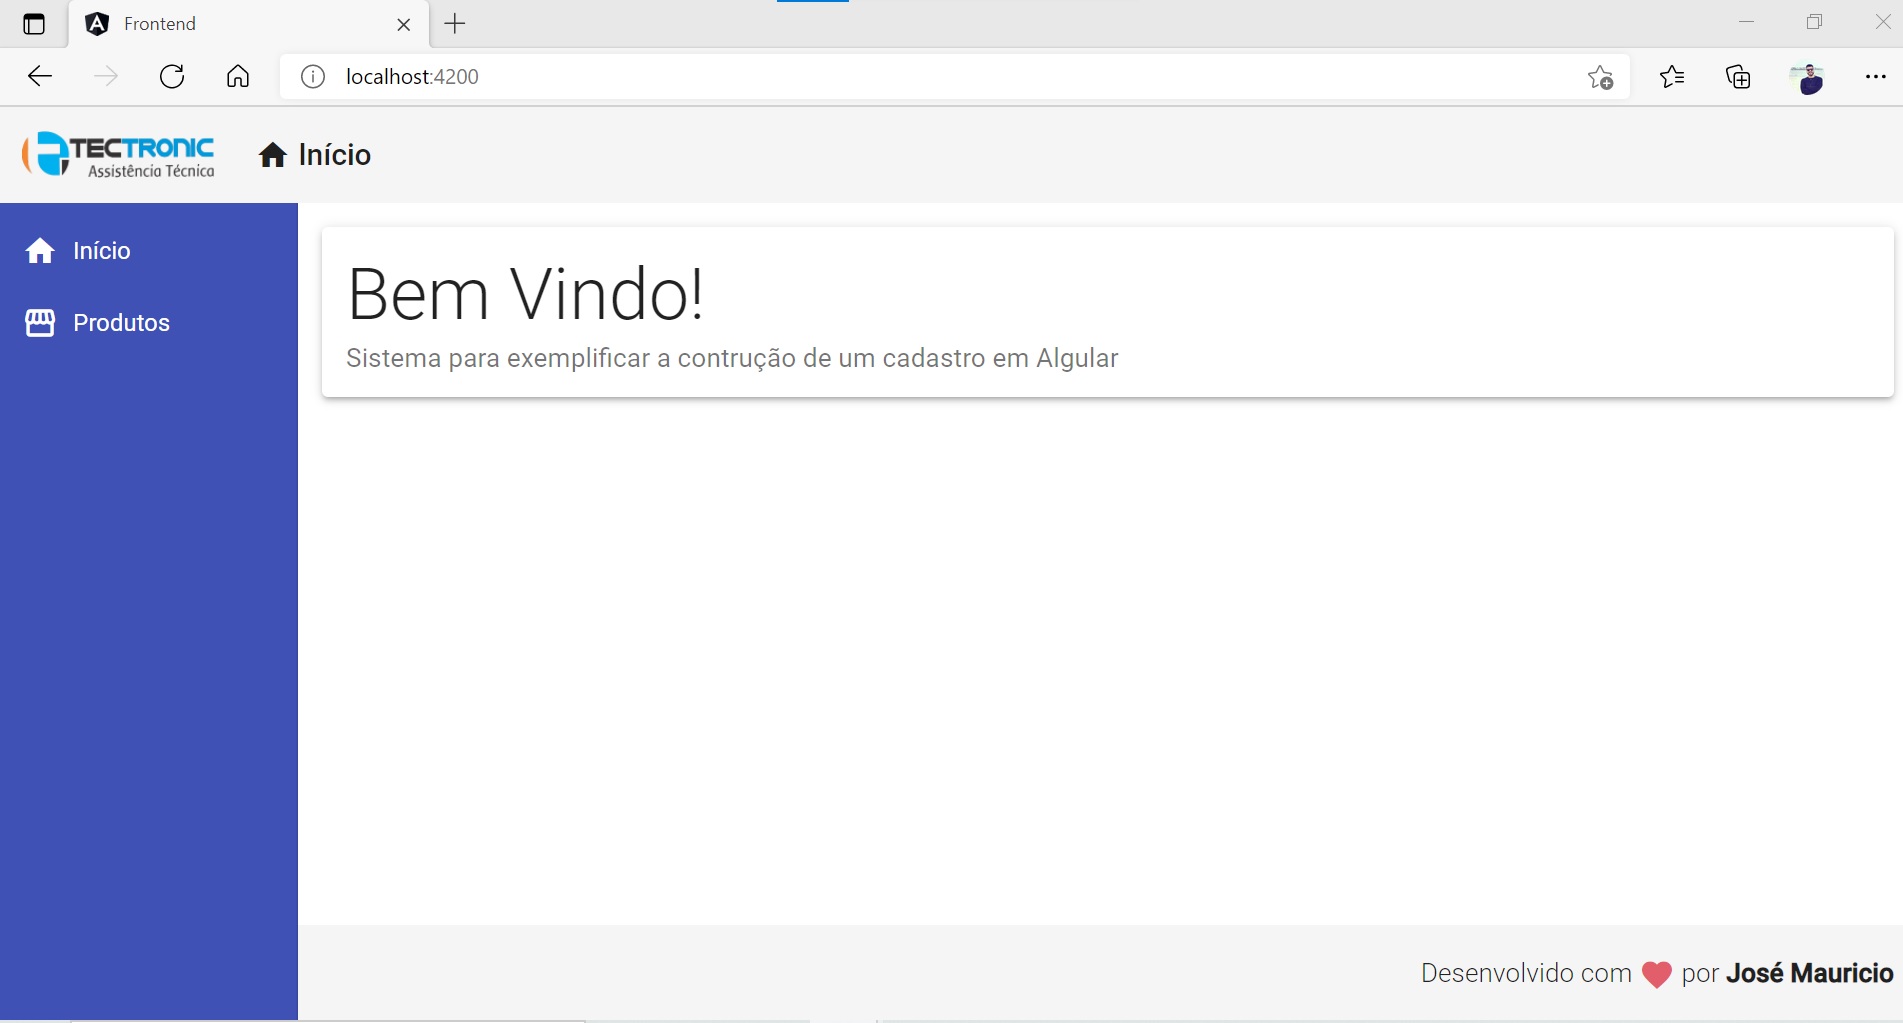 Frontend
localhost:4200
TECTRONIC
Assistência Técnica
Início
Início
Produtos
Bem Vindo!
Sistema para exemplificar a contrução de um cadastro em Algular
Desenvolvido com por José Mauricio